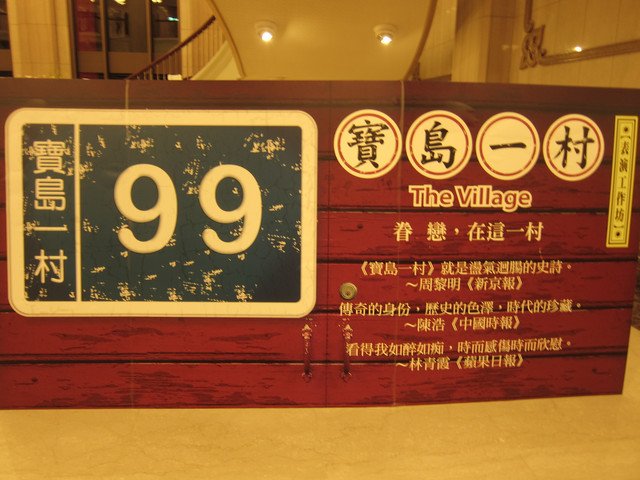 寶島一村
99
寶島一村
【表演工作坊】
The Village
眷戀，在這一村
《寶島一村》就是盪氣迴腸的史詩。
～周黎明《新京報》
傳奇的身份，歷史的色澤，時代的珍藏。
～陳浩《中國時報》
看得我如醉如痴，時而感傷時而欣慰。
～林青霞《蘋果日報》